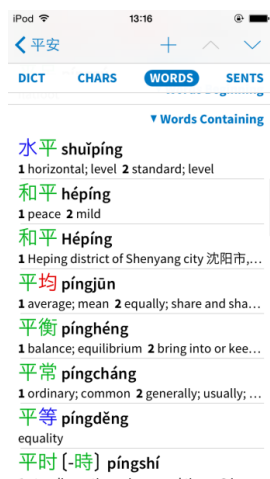 iPod 13:16
平安
DICT CHARS WORDS SENTS
Words Containing
水平 shuǐpíng
1 horizontal; level 2 standard; level
和平 hépíng
1 peace 2 mild
和平 Hépíng
1 Heping district of Shenyang city 沈阳市,...
平均 píngjūn
1 average; mean 2 equally; share and sha...
平衡 pínghéng
1 balance; equilibrium 2 bring into or kee...
平常 píngcháng
1 ordinary; common 2 generally; usually; ...
平等 píngděng
equality
平时 (-時) píngshí